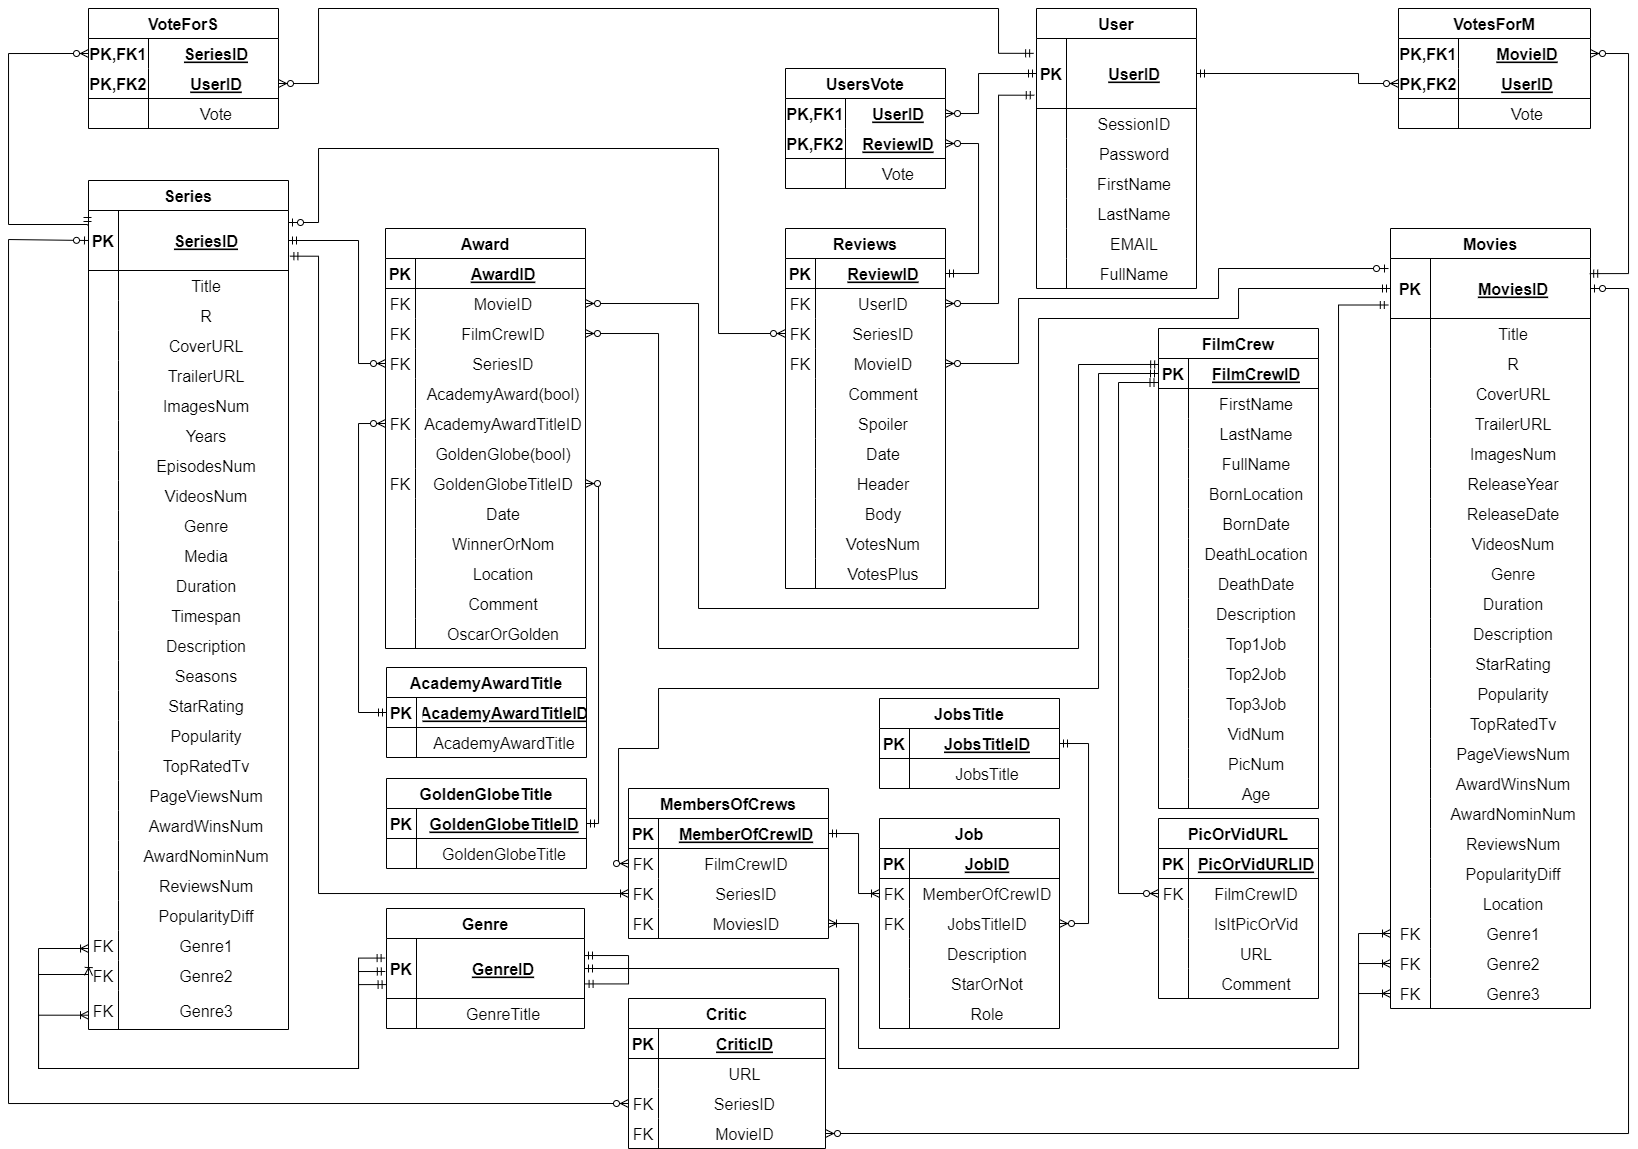 VoteForS
PK,FK1 SeriesID
PK,FK2 UserID
Vote
User
PK UserID
SessionID
Password
FirstName
LastName
EMAIL
FullName
VotesForM
PK,FK1 MovieID
PK,FK2 UserID
Vote
UsersVote
PK,FK1 UserID
PK,FK2 ReviewID
Vote
Series
PK SeriesID
Title
R
CoverURL
TrailerURL
ImagesNum
Years
EpisodesNum
VideosNum
Genre
Media
Duration
Timespan
Description
Seasons
StarRating
Popularity
TopRatedTv
PageViewsNum
AwardWinsNum
AwardNominNum
ReviewsNum
PopularityDiff
FK Genre1
FK Genre2
FK Genre3
Award
PK AwardID
FK MovieID
FK FilmCrewID
FK SeriesID
AcademyAward(bool)
FK AcademyAwardTitleID
GoldenGlobe(bool)
FK GoldenGlobeTitleID
Date
WinnerOrNom
Location
Comment
OscarOrGolden
Reviews
PK ReviewID
FK UserID
FK SeriesID
FK MovieID
Comment
Spoiler
Date
Header
Body
VotesNum
VotesPlus
Movies
PK MoviesID
Title
R
CoverURL
TrailerURL
ImagesNum
ReleaseYear
ReleaseDate
VideosNum
Genre
Duration
Description
StarRating
Popularity
TopRatedTv
PageViewsNum
AwardWinsNum
AwardNominNum
ReviewsNum
PopularityDiff
Location
FK Genre1
FK Genre2
FK Genre3
FilmCrew
PK FilmCrewID
FirstName
LastName
FullName
BornLocation
BornDate
DeathLocation
DeathDate
Description
Top1Job
Top2Job
Top3Job
VidNum
PicNum
Age
AcademyAwardTitle
PK AcademyAwardTitleID
AcademyAwardTitle
GoldenGlobeTitle
PK GoldenGlobeTitleID
GoldenGlobeTitle
JobsTitle
PK JobsTitleID
JobsTitle
MembersOfCrews
PK MemberOfCrewID
FK FilmCrewID
FK SeriesID
FK MoviesID
Job
PK JobID
FK MemberOfCrewID
FK JobsTitleID
Description
StarOrNot
Role
PicOrVidURL
PK PicOrVidURLID
FK FilmCrewID
IsItPicOrVid
URL
Comment
Genre
PK GenreID
GenreTitle
Critic
PK CriticID
URL
FK SeriesID
FK MovieID